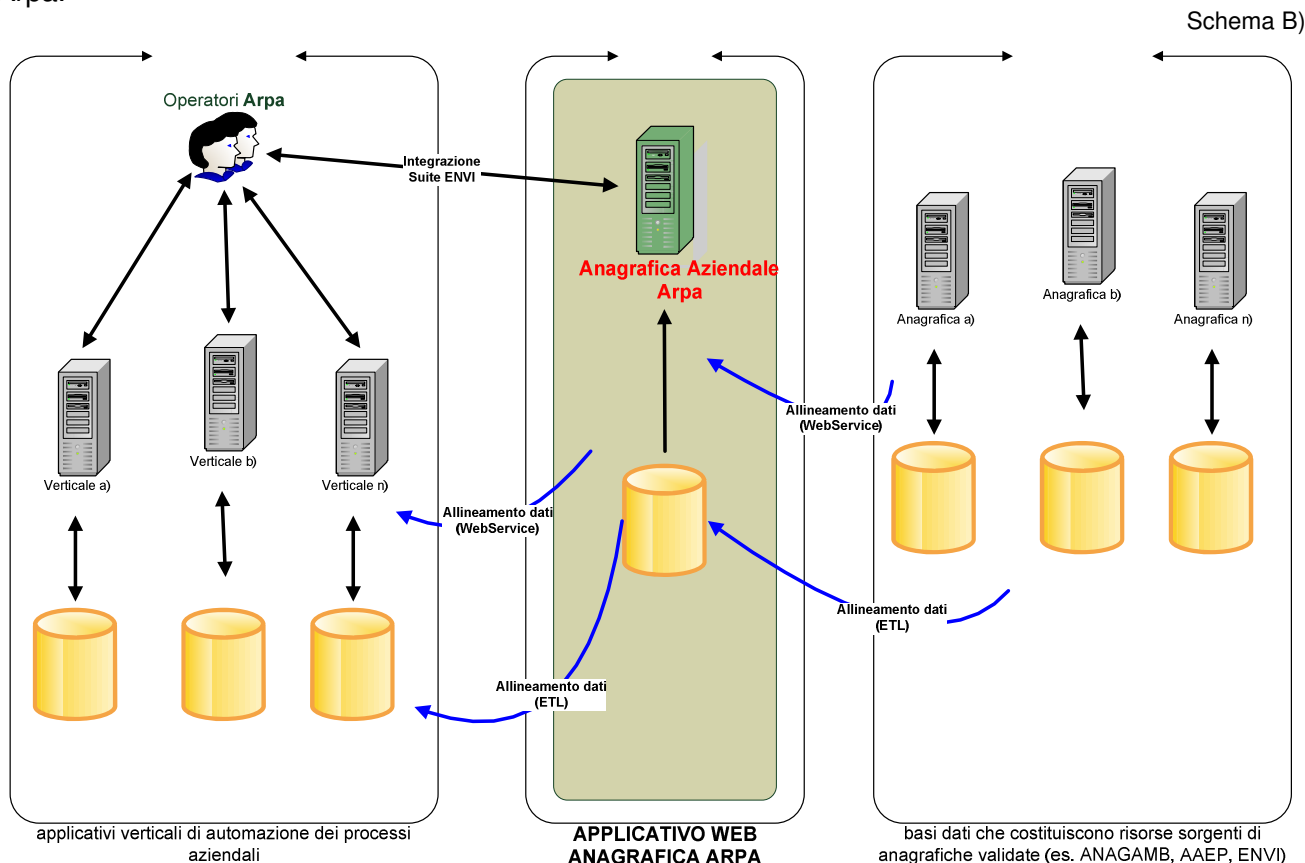 Schema B)
Operatori Arpa
Integrazione
Suite ENVI
Anagrafica Aziendale
Arpa
Anagrafica a)
Anagrafica b)
Anagrafica n)
Verticale a)
Verticale b)
Verticale n)
Allineamento dati
(WebService)
Allineamento dati
(WebService)
Allineamento dati
(ETL)
Allineamento dati
(ETL)
applicativi verticali di automazione dei processi
aziendali
APPLICATIVO WEB
ANAGRAFICA ARPA
basi dati che costituiscono risorse sorgenti di
anagrafiche validate (es. ANAGAMB, AAEP, ENVI)